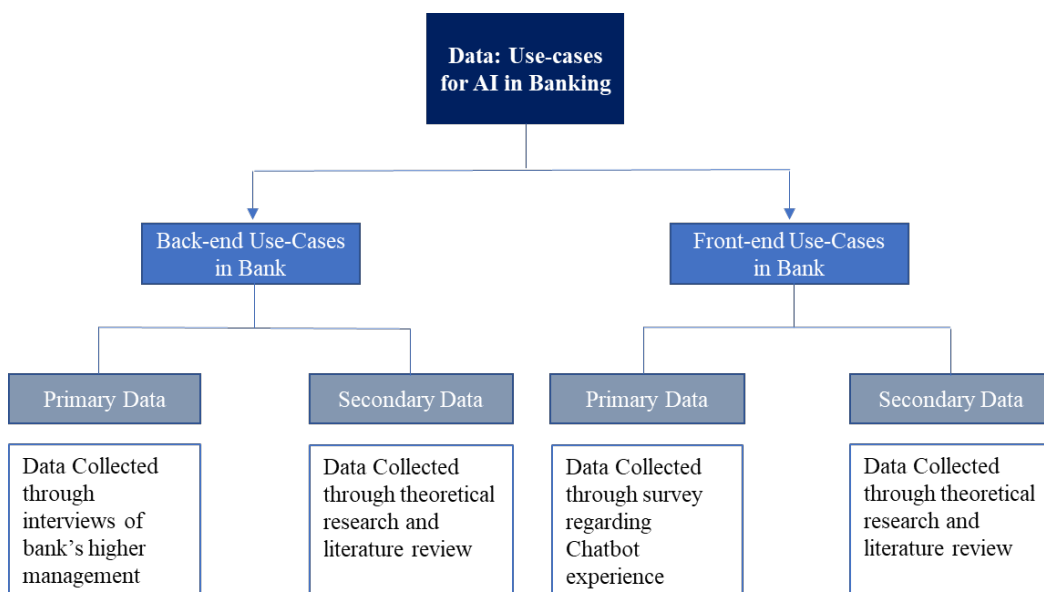 Data: Use-cases
for AI in Banking
Back-end Use-Cases
in Bank
Front-end Use-Cases
in Bank
Primary Data
Secondary Data
Primary Data
Secondary Data
Data Collected
through
interviews of
bank’s higher
management
Data Collected
through theoretical
research and
literature review
Data Collected
through survey
regarding
Chatbot
experience
Data Collected
through theoretical
research and
literature review